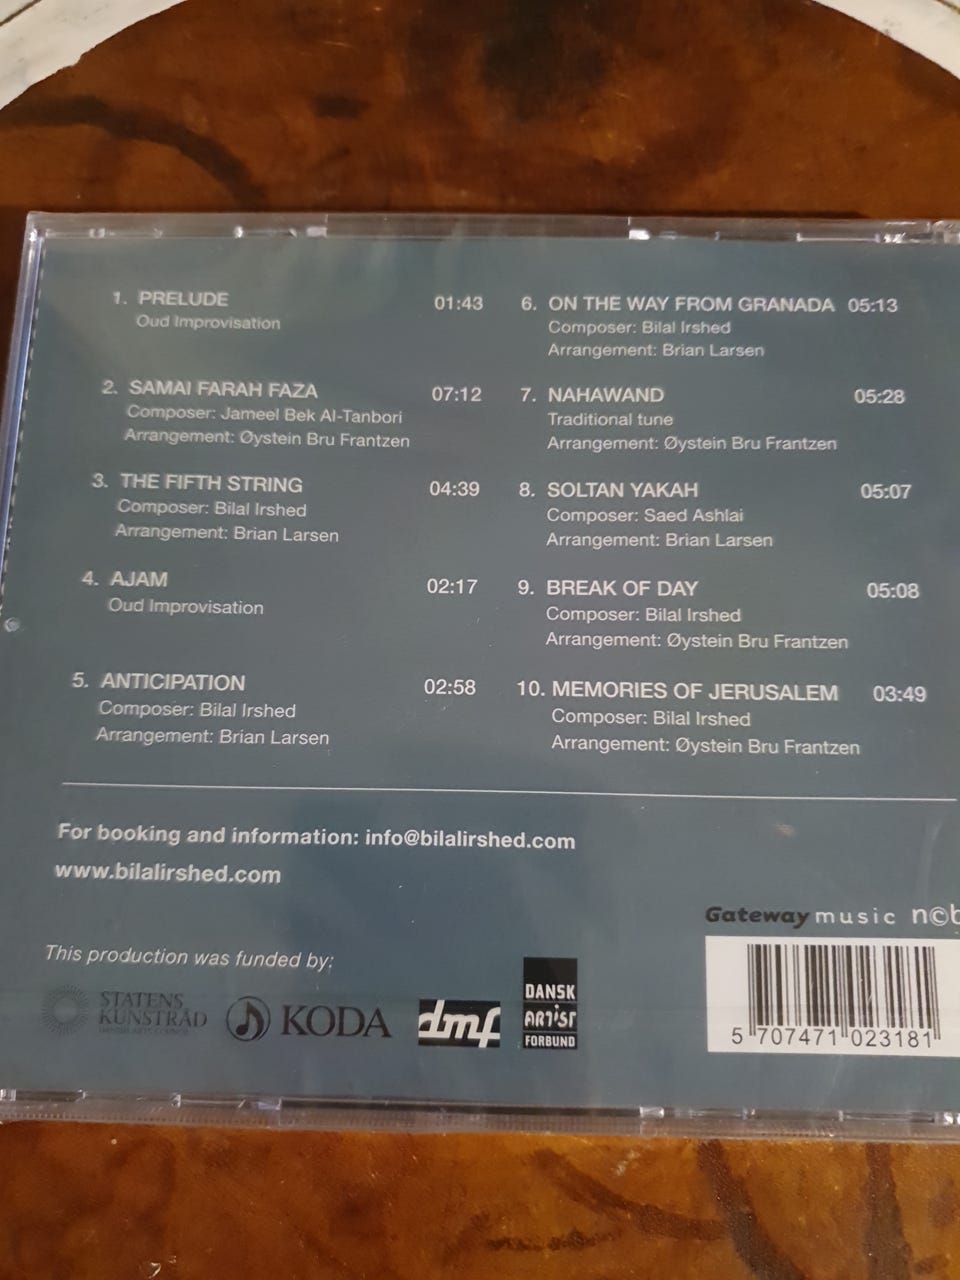 1. PRELUDE 01:43
Oud Improvisation
2. SAMAI FARAH FAZA 07:12
Composer: Jameel Bek Al-Tanbori
Arrangement: Øystein Bru Frantzen
3. THE FIFTH STRING 04:39
Composer: Bilal Irshed
Arrangement: Brian Larsen
4. AJAM 02:17
Oud Improvisation
5. ANTICIPATION 02:58
Composer: Bilal Irshed
Arrangement: Brian Larsen
6. ON THE WAY FROM GRANADA 05:13
Composer: Bilal Irshed
Arrangement: Brian Larsen
7. NAHAWAND 05:28
Traditional tune
Arrangement: Øystein Bru Frantzen
8. SOLTAN YAKAH 05:07
Composer: Saed Ashlai
Arrangement: Brian Larsen
9. BREAK OF DAY 05:08
Composer: Bilal Irshed
Arrangement: Øystein Bru Frantzen
10. MEMORIES OF JERUSALEM 03:49
Composer: Bilal Irshed
Arrangement: Øystein Bru Frantzen
For booking and information: info@bilalirshed.com
www.bilalirshed.com
Gateway music n©b
This production was funded by:
STATENS
KUNSTRÅD
KODA
dmf
DANSK
ARTiST
FORBUND
5 707471 023181